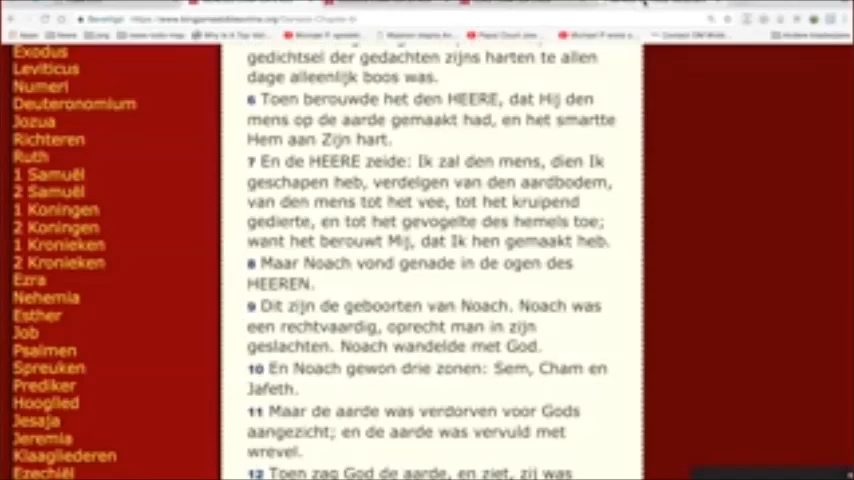 Beveiligd
Exodus
Leviticus
Numeri
Deuteronomium
Jozua
Richteren
Ruth
1 Samuël
2 Samuël
1 Koningen
2 Koningen
1 Kronieken
2 Kronieken
Ezra
Nehemia
Esther
Job
Psalmen
Spreuken
Prediker
Hooglied
Jesaja
Jeremia
Klaagliederen
Ezechiël
gedichtsel der gedachten zijns harten te allen
dage alleenlijk boos was.
6 Toen berouwde het den HEERE, dat Hij den
mens op de aarde gemaakt had, en het smartte
Hem aan Zijn hart.
7 En de HEERE zeide: Ik zal den mens, dien Ik
geschapen heb, verdelgen van den aardbodem,
van den mens tot het vee, tot het kruipend
gedierte, en tot het gevogelte des hemels toe;
want het berouwt Mij, dat Ik hen gemaakt heb.
8 Maar Noach vond genade in de ogen des
HEEREN.
9 Dit zijn de geboorten van Noach. Noach was
een rechtvaardig, oprecht man in zijn
geslachten. Noach wandelde met God.
10 En Noach gewon drie zonen: Sem, Cham en
Jafeth.
11 Maar de aarde was verdorven voor Gods
aangezicht; en de aarde was vervuld met
wrevel.
12 Toen zag God de aarde, en ziet, zij was